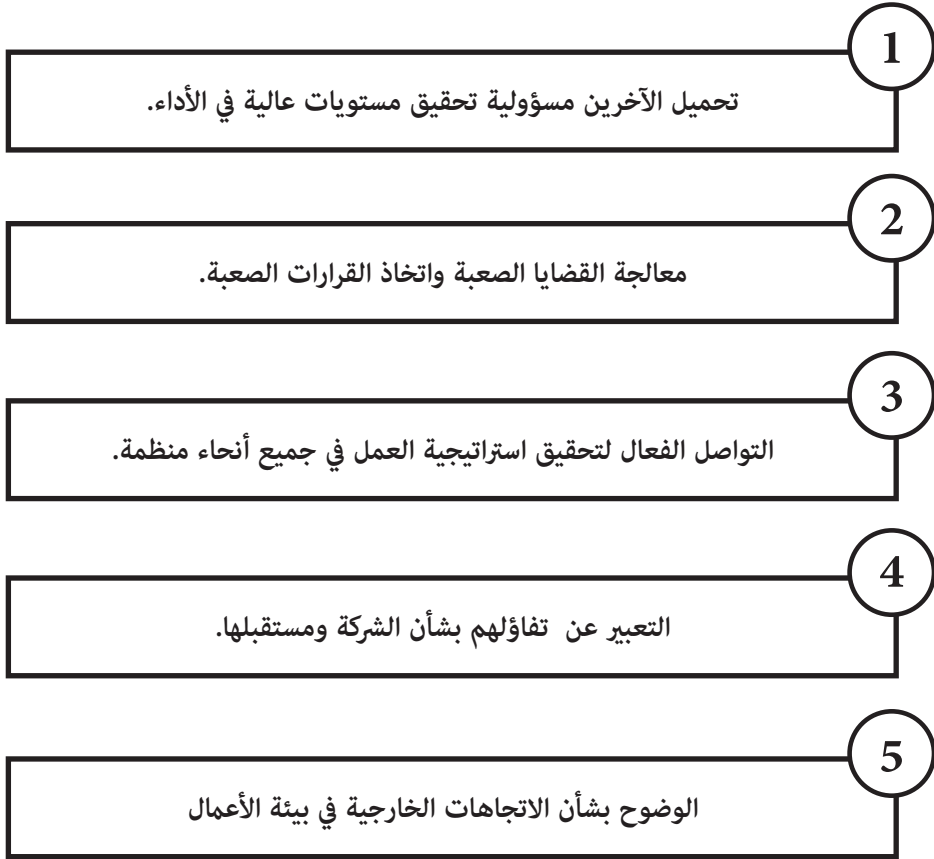 1
تحميل الآخرين مسؤولية تحقيق مستويات عالية في الأداء.
2
معالجة القضايا الصعبة واتخاذ القرارات الصعبة.
3
التواصل الفعال لتحقيق استراتيجية العمل في جميع أنحاء منظمة.
4
التعبير عن تفاؤلهم بشأن الشركة ومستقبلها.
5
الوضوح بشأن الاتجاهات الخارجية في بيئة الأعمال